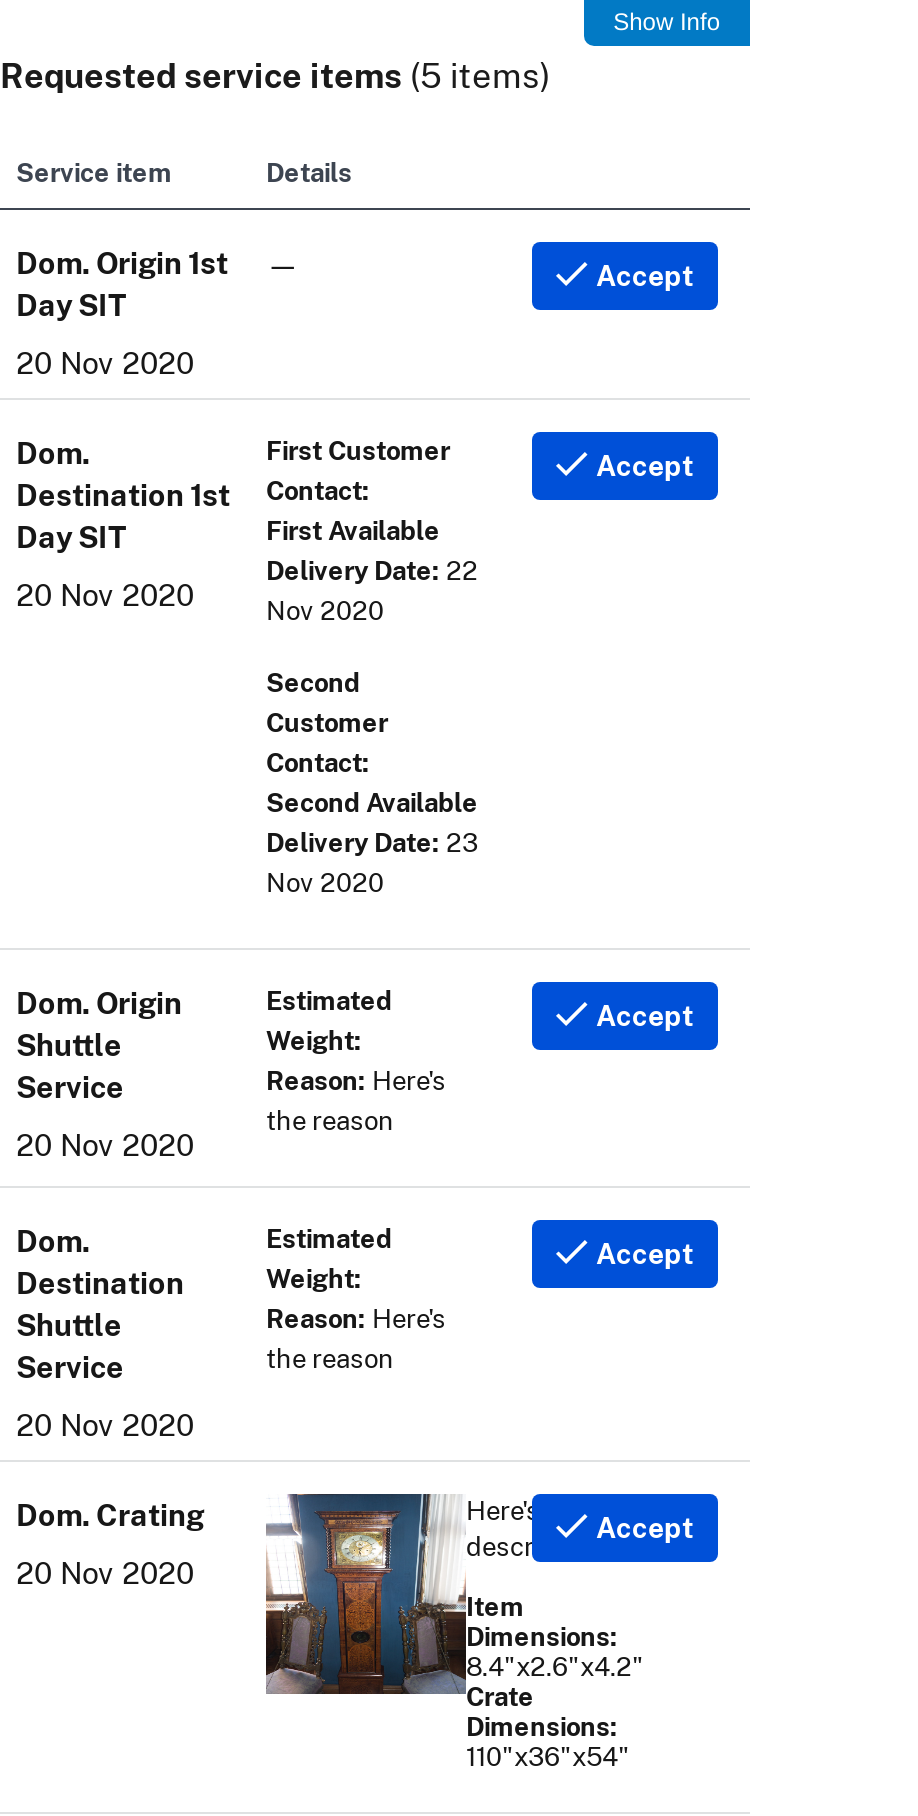 Show Info
Requested service items (5 items)
Service item
Details
Dom. Origin 1st
Day SIT
20 Nov 2020
—
Accept
Dom.
Destination 1st
Day SIT
20 Nov 2020
First Customer
Contact:
First Available
Delivery Date: 22
Nov 2020
Second
Customer
Contact:
Second Available
Delivery Date: 23
Nov 2020
Accept
Dom. Origin
Shuttle
Service
20 Nov 2020
Estimated
Weight:
Reason: Here's
the reason
Accept
Dom.
Destination
Shuttle
Service
20 Nov 2020
Estimated
Weight:
Reason: Here's
the reason
Accept
Dom. Crating
20 Nov 2020
Here's
Accept
Item
Dimensions:
8.4"x2.6"x4.2"
Crate
Dimensions:
110"x36"x54"